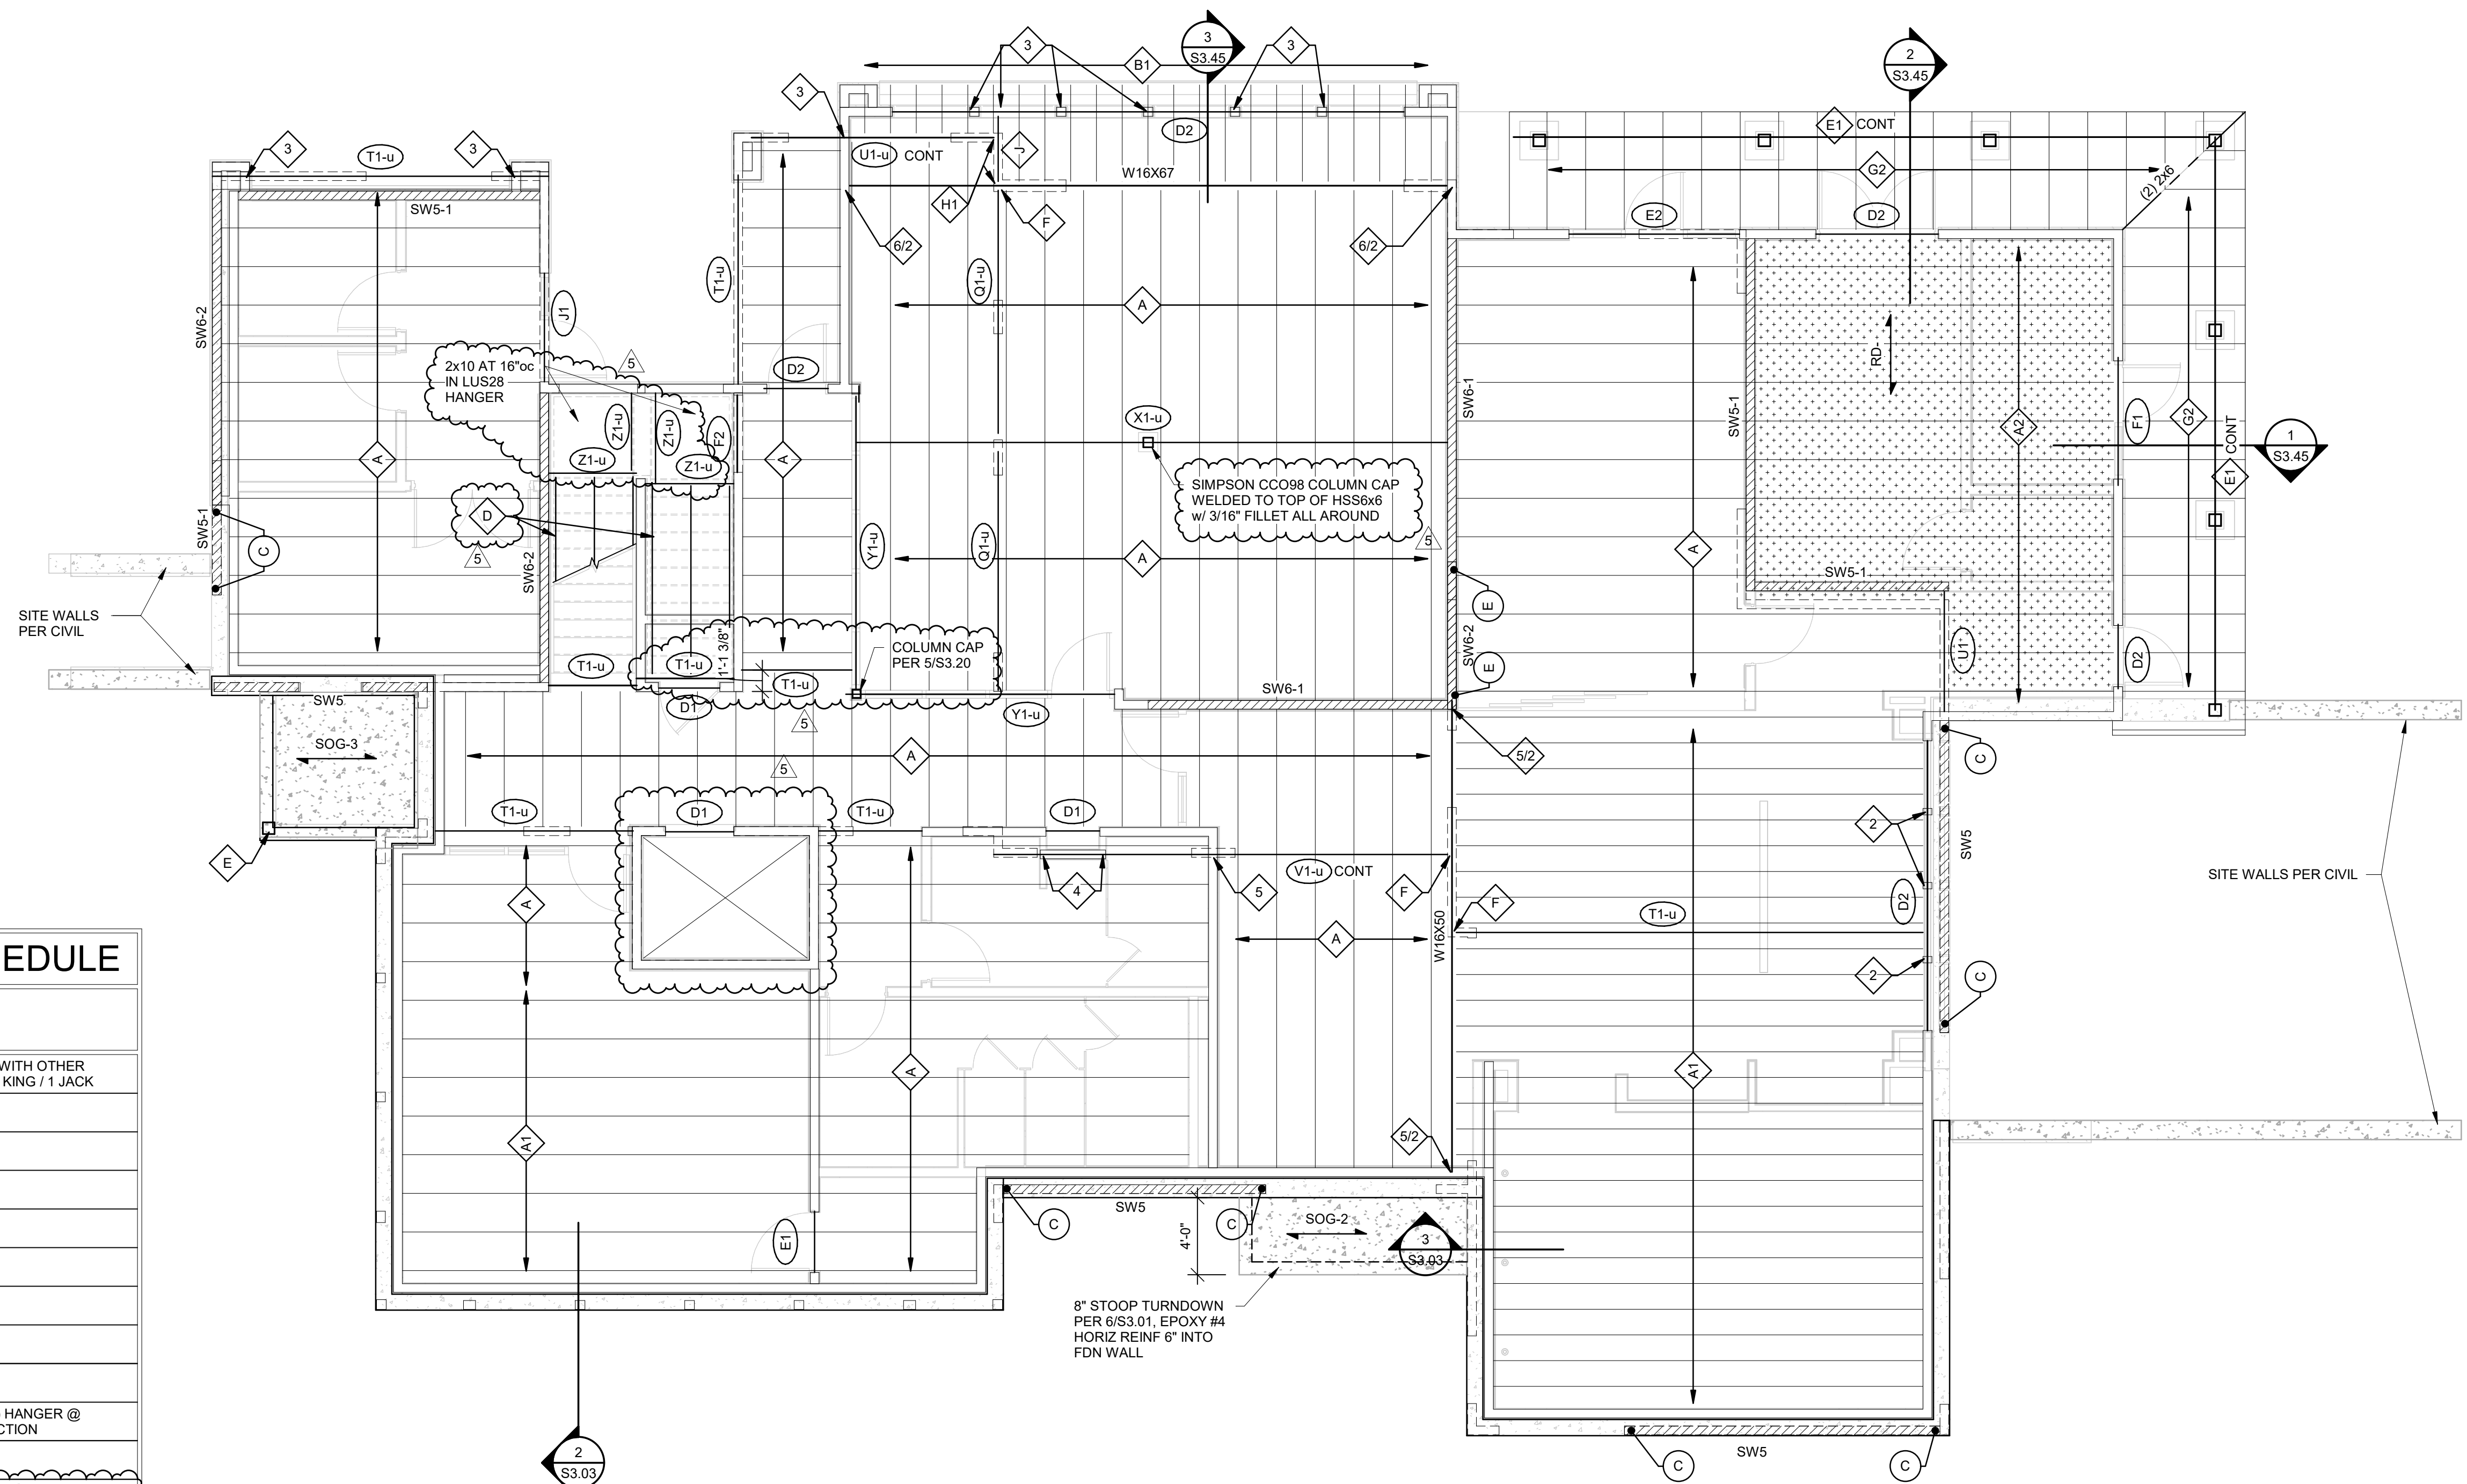 3
S3.45
2
S3.45
3
3
B1
3
E1 CONT
D2
3
T1-u
3
U1-u CONT
J
W16X67
G2
(2) 2x6
H1
F
SW5-1
E2
D2
6/2
6/2
T1-u
Q1-u
A
SW6-2
J1
RD-
2x10 AT 16"oc
IN LUS28
HANGER
5
D2
SW6-1
SW5-1
X1-u
A2
F1
G2
E1 CONT
1
S3.45
Z1-u
Z1-u
F2
Z1-u
Z1-u
A
A
SIMPSON CCO98 COLUMN CAP
WELDED TO TOP OF HSS6x6
w/ 3/16" FILLET ALL AROUND
5
SW5-1
C
D
5
SW6-2
Y1-u
Q1-u
A
A
SW5-1
E
SITE WALLS
PER CIVIL
T1-u
T1-u
1'-1 3/8"
T1-u
COLUMN CAP
PER 5/S3.20
SW6-2
E
U1
D2
SW5
D1
5
Y1-u
SW6-1
SOG-3
A
5/2
C
5
T1-u
D1
T1-u
D1
2
SW5
E
A
4
5
V1-u CONT
F
F
T1-u
D2
SITE WALLS PER CIVIL
A
W16X50
2
C
EDULE
WITH OTHER
KING / 1 JACK
A1
A
A1
5/2
E1
C
SW5
C
4'-0"
SOG-2
3
S3.03
8" STOOP TURNDOWN
PER 6/S3.01, EPOXY #4
HORIZ REINF 6" INTO
FDN WALL
HANGER @
CTION
2
S3.03
C
SW5
C